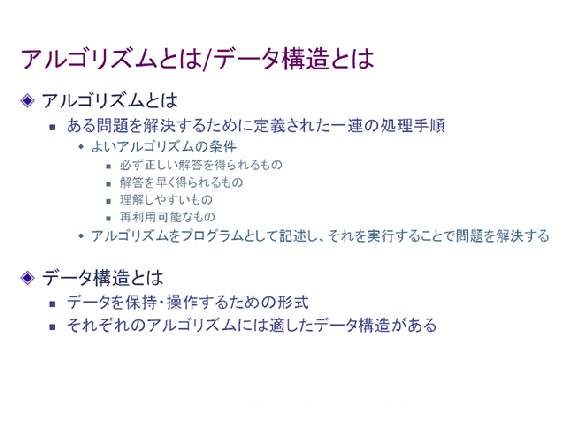 アルゴリズムとは/データ構造とは
アルゴリズムとは
ある問題を解決するために定義された一連の処理手順
よいアルゴリズムの条件
必ず正しい解答を得られるもの
解答を早く得られるもの
理解しやすいもの
再利用可能なもの
アルゴリズムをプログラムとして記述し、それを実行することで問題を解決する
データ構造とは
データを保持・操作するための形式
それぞれのアルゴリズムには適したデータ構造がある